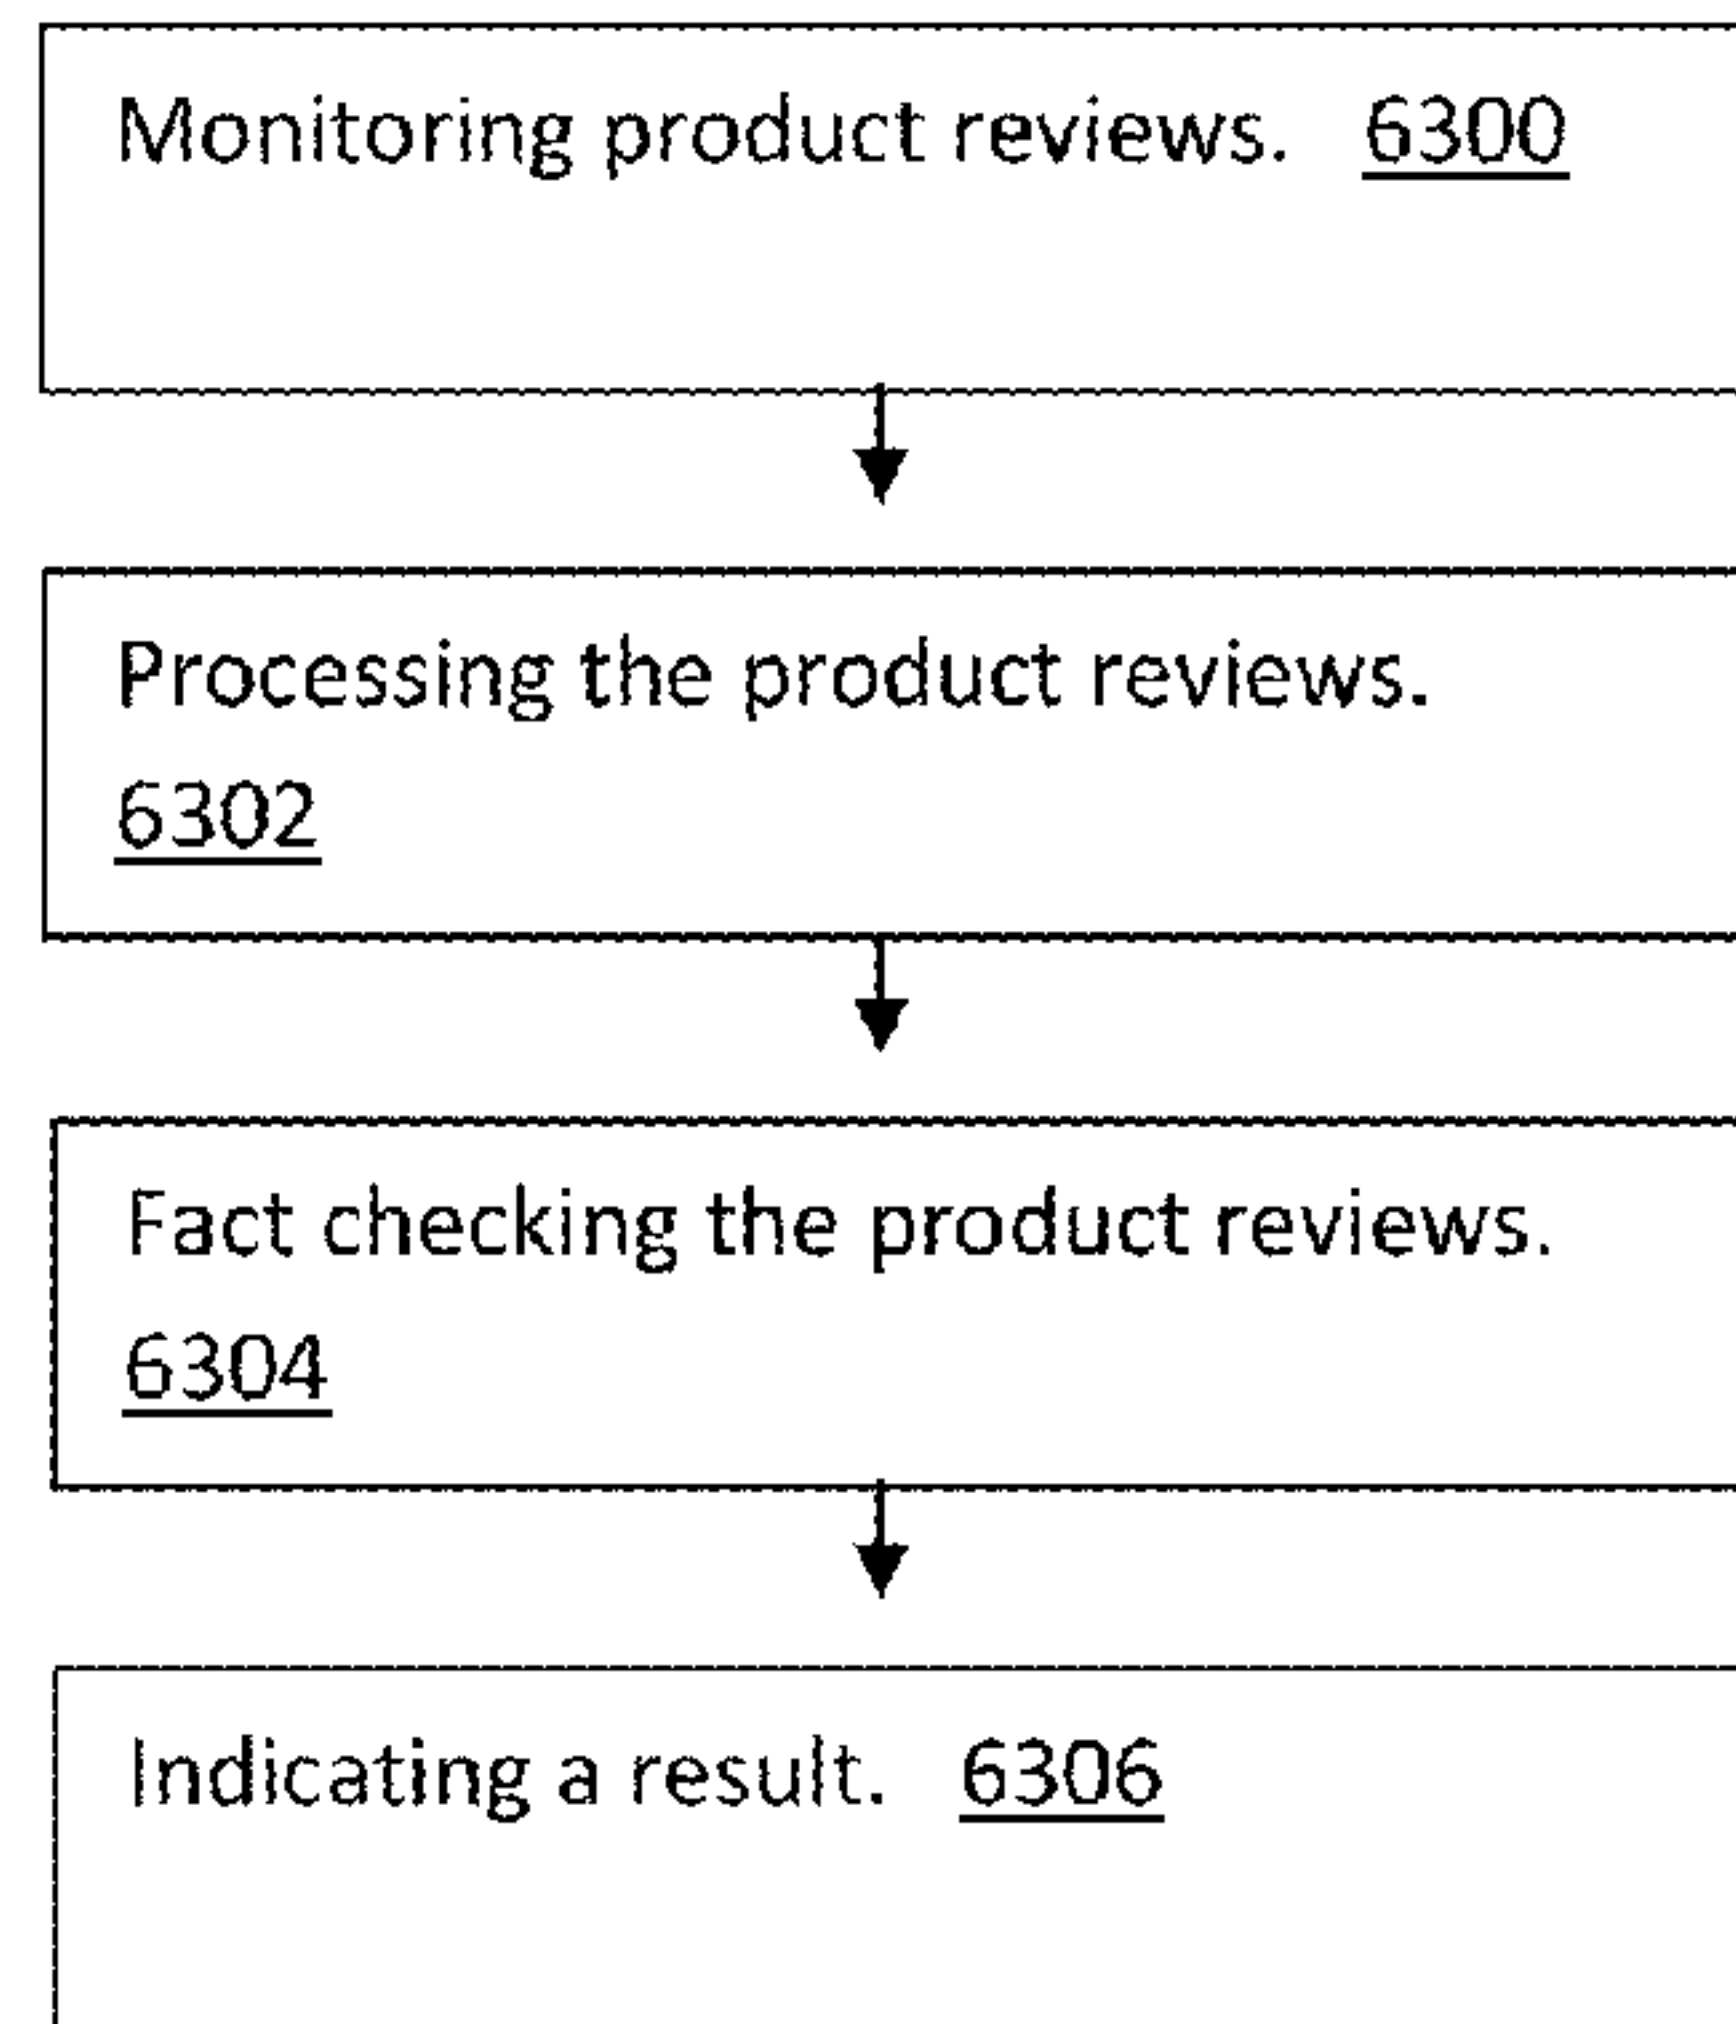 Monitoring product reviews. 6300
Processing the product reviews.
6302
Fact checking the product reviews.
6304
Indicating a result. 6306